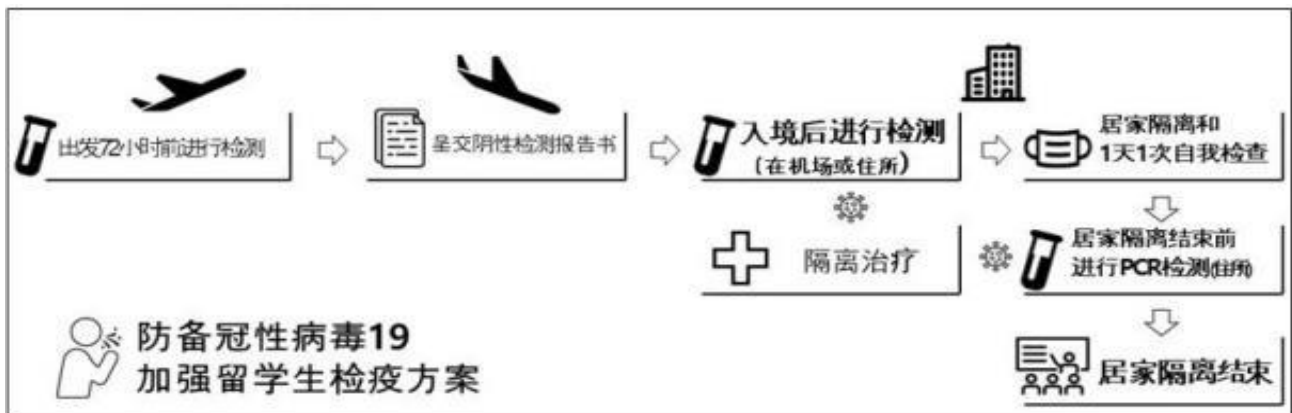 出发72小时前进行检测
呈交阴性检测报告书
入境后进行检测
(在机场或住所)
居家隔离和
1天1次自我检查
隔离治疗
居家隔离结束前
进行PCR检测(住所)
防备冠性病毒19
加强留学生检疫方案
居家隔离结束